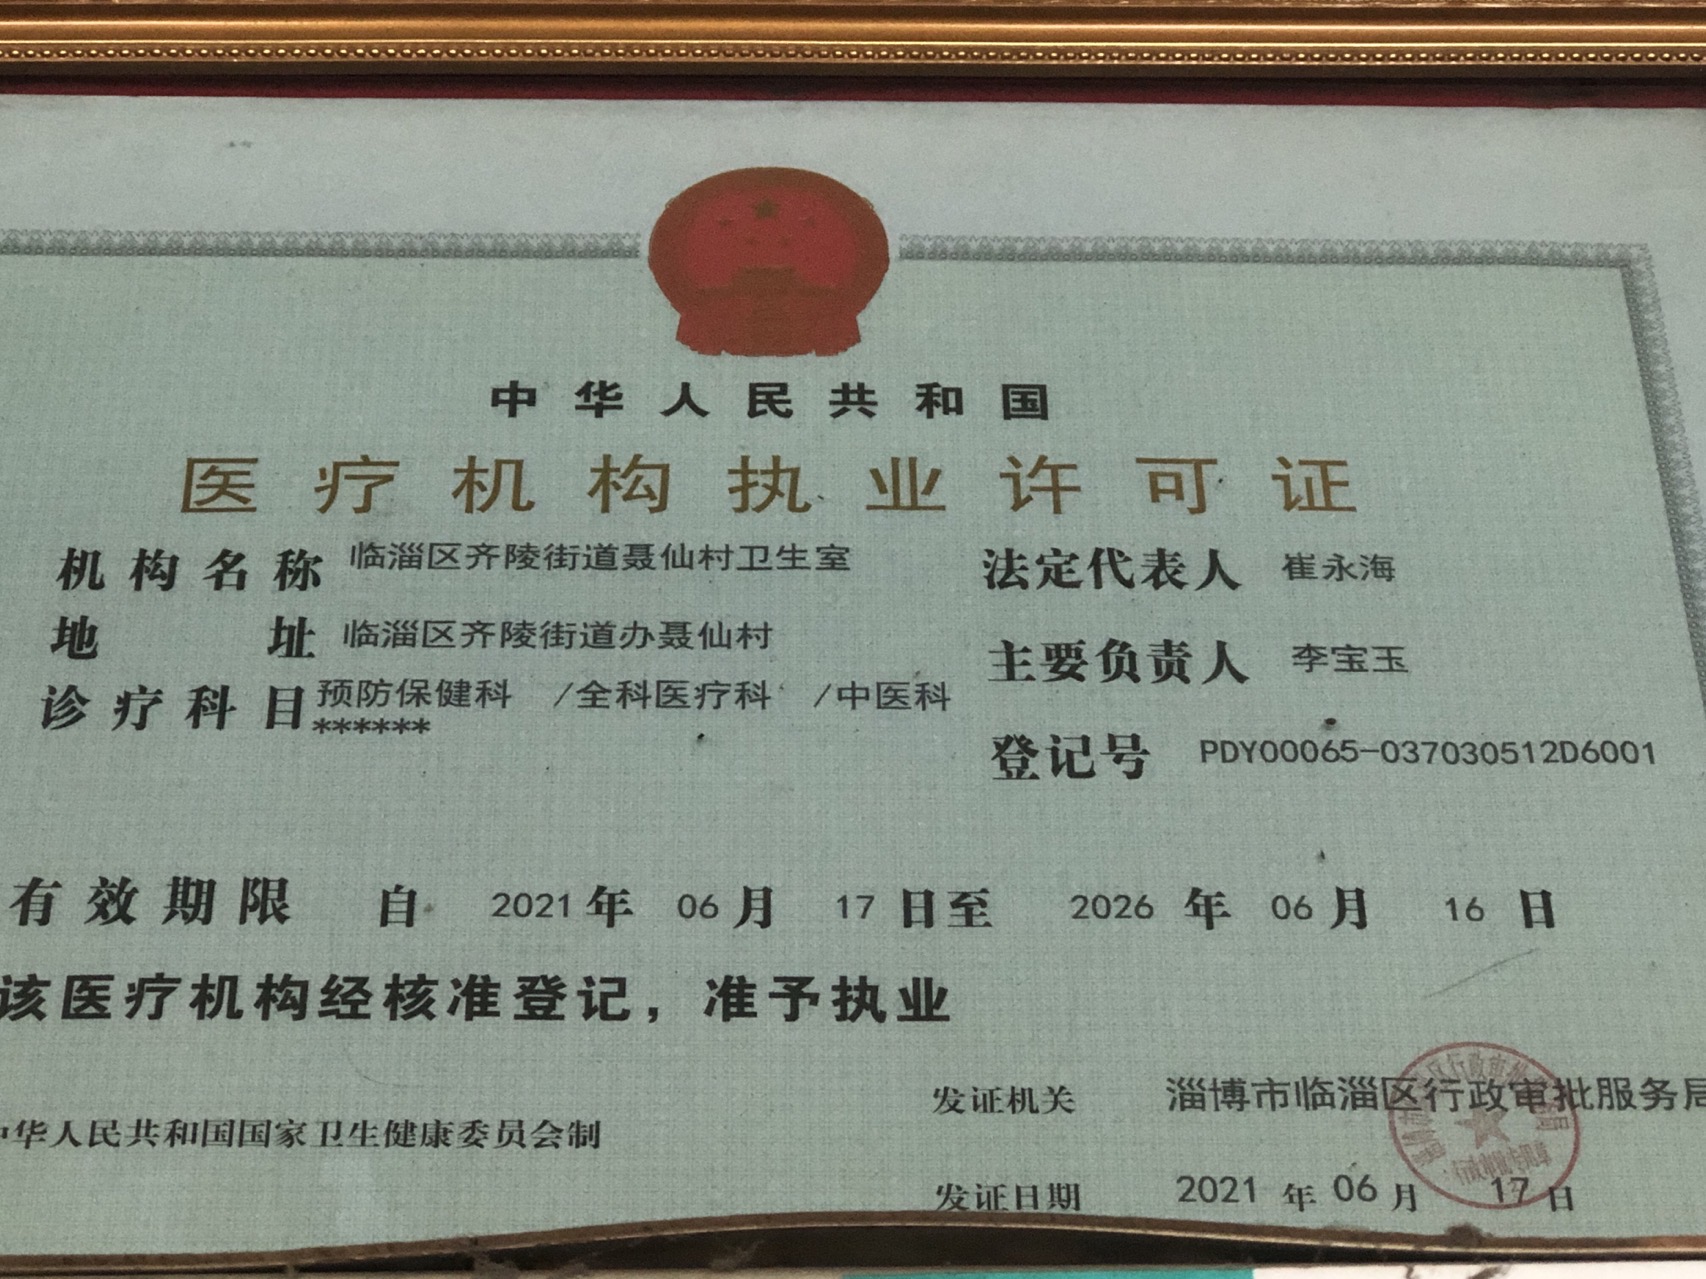 中华人民共和国
医疗机构执业许可证
机构名称 临淄区齐陵街道聂仙村卫生室
法定代表人 崔永海
地址 临淄区齐陵街道办聂仙村
主要负责人 李宝玉
诊疗科目 预防保健科 /全科医疗科 /中医科
******
登记号 PDY00065-037030512D6001
有效期限 自 2021 年 06 月 17 日至 2026 年 06 月 16 日
该医疗机构经核准登记，准予执业
发证机关 淄博市临淄区行政审批服务局
中华人民共和国国家卫生健康委员会制
发证日期 2021 年 06 月 17 日